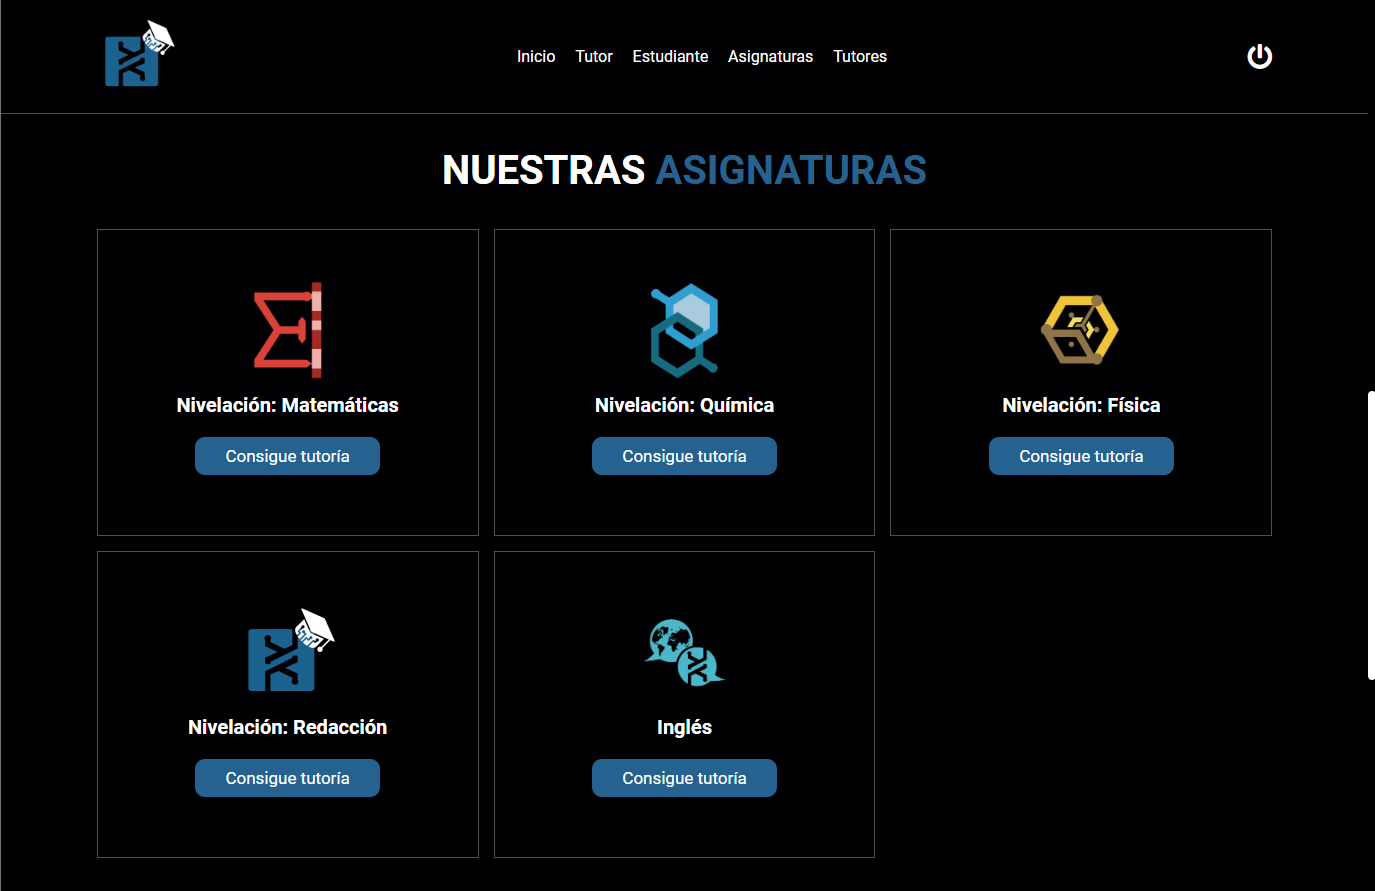 Inicio Tutor Estudiante Asignaturas Tutores
NUESTRAS ASIGNATURAS
Nivelación: Matemáticas
Consigue tutoría
Nivelación: Química
Consigue tutoría
Nivelación: Física
Consigue tutoría
Nivelación: Redacción
Consigue tutoría
Inglés
Consigue tutoría